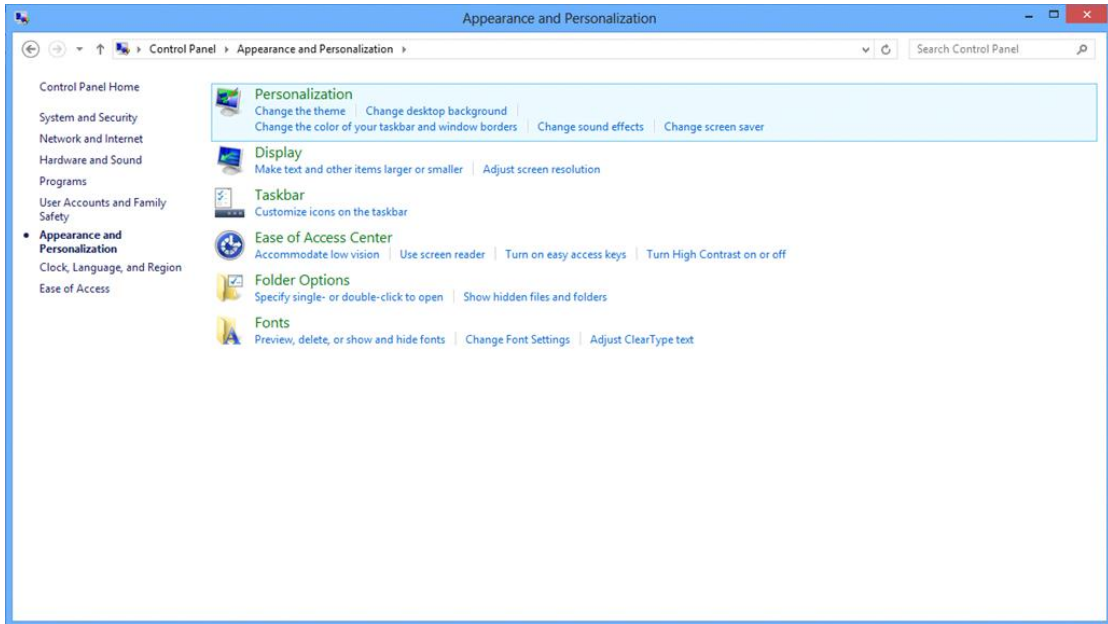 Appearance and Personalization
Control Panel Appearance and Personalization
Search Control Panel
Control Panel Home
System and Security
Network and Internet
Hardware and Sound
Programs
User Accounts and Family
Safety
Appearance and
Personalization
Clock, Language, and Region
Ease of Access
Personalization
Change the theme Change desktop background
Change the color of your taskbar and window borders Change sound effects Change screen saver
Display
Make text and other items larger or smaller Adjust screen resolution
Taskbar
Customize icons on the taskbar
Ease of Access Center
Accommodate low vision Use screen reader Turn on easy access keys Turn High Contrast on or off
Folder Options
Specify single- or double-click to open Show hidden files and folders
Fonts
Preview, delete, or show and hide fonts Change Font Settings Adjust ClearType text